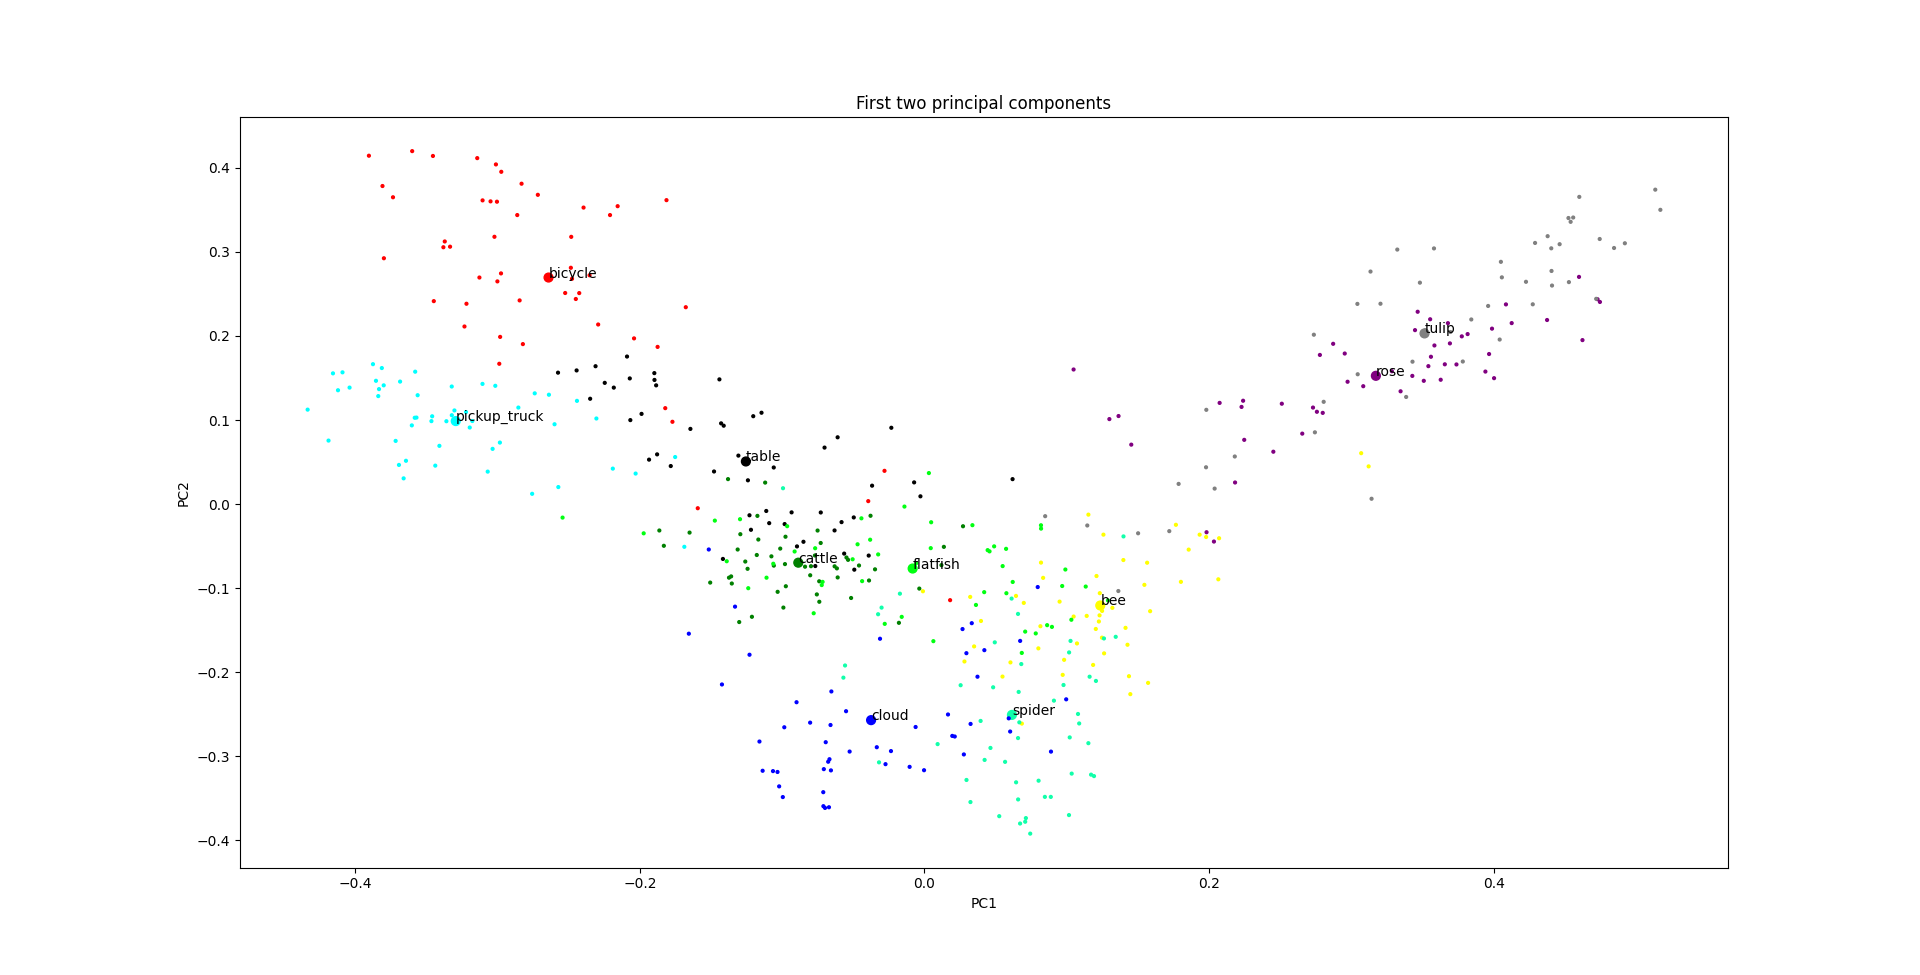 First two principal components
0.4
0.3
0.2
0.1
0.0
−0.1
−0.2
−0.3
−0.4
PC2
bicycle
tulip
rose
pickup_truck
table
cattle
flatfish
bee
cloud
spider
−0.4
−0.2
0.0
0.2
0.4
PC1